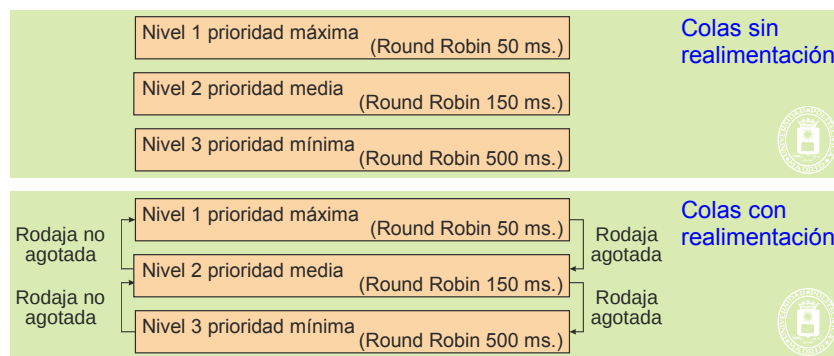 Nivel 1 prioridad máxima
(Round Robin 50 ms.)
Nivel 2 prioridad media
(Round Robin 150 ms.)
Nivel 3 prioridad mínima
(Round Robin 500 ms.)
Colas sin
realimentación
Nivel 1 prioridad máxima
(Round Robin 50 ms.)
Nivel 2 prioridad media
(Round Robin 150 ms.)
Nivel 3 prioridad mínima
(Round Robin 500 ms.)
Rodaja no
agotada
Rodaja no
agotada
Rodaja
agotada
Rodaja
agotada
Colas con
realimentación